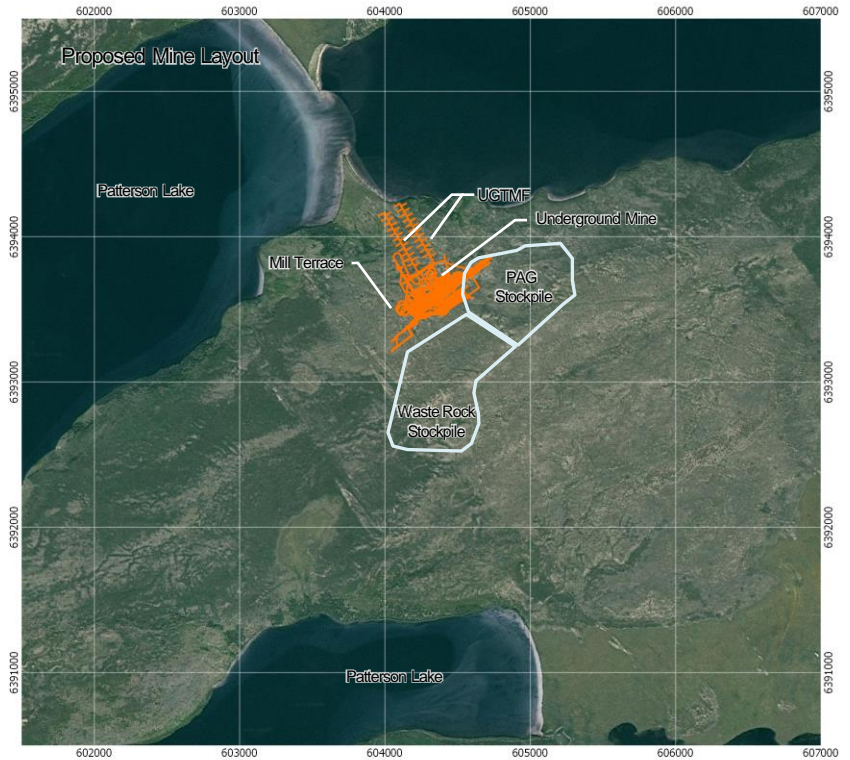 602000 603000 604000 605000 606000 607000
Proposed Mine Layout
6395000 6395000
Patterson Lake
UGTMF
Underground Mine
6394000 6394000
Mill Terrace
PAG
Stockpile
6393000 6393000
Waste Rock
Stockpile
6392000 6392000
6391000 6391000
Patterson Lake
602000 603000 604000 605000 606000 607000